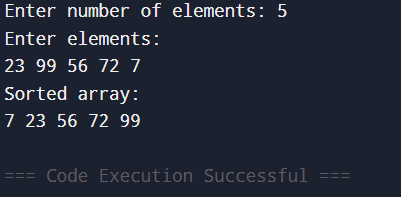 Enter number of elements: 5
Enter elements:
23 99 56 72 7
Sorted array:
7 23 56 72 99
=== Code Execution Successful ===